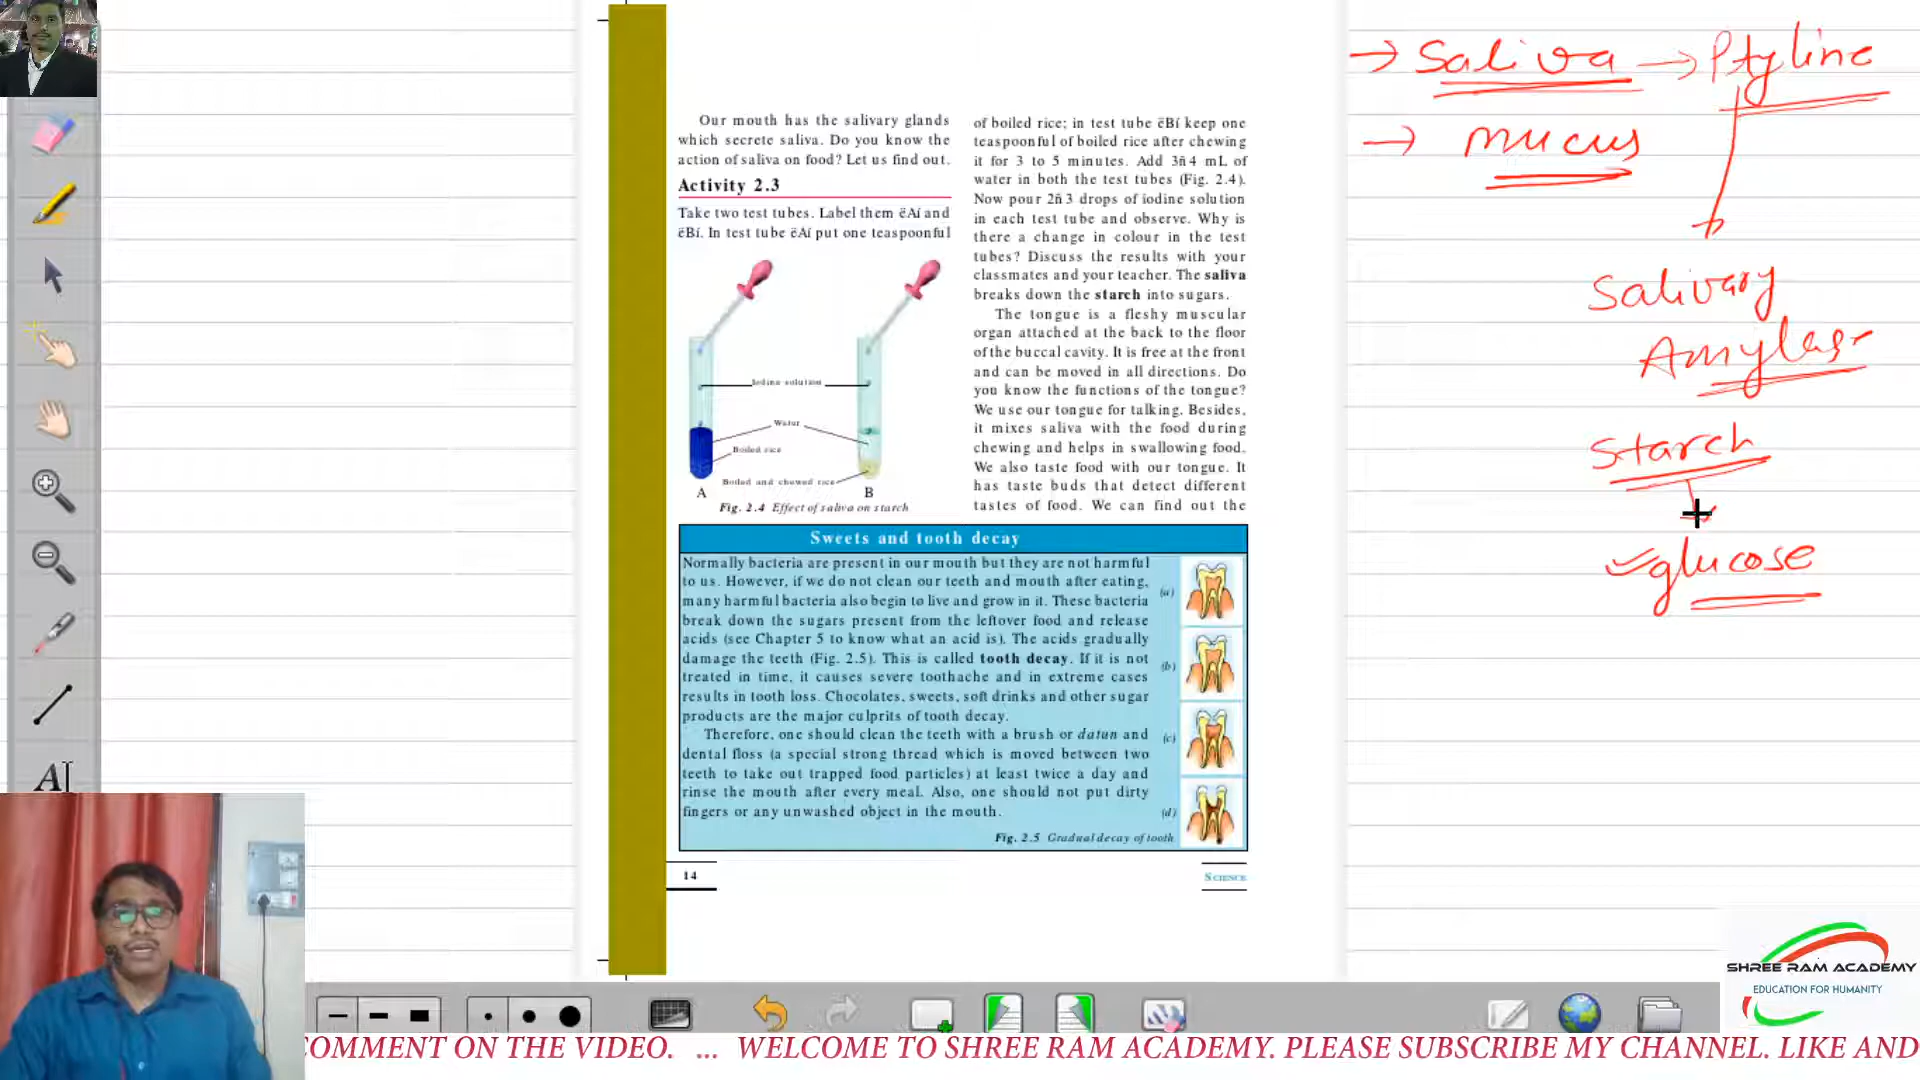 Our mouth has the salivary glands
which secrete saliva. Do you know the
action of saliva on food? Let us find out.
Activity 2.3
Take two test tubes. Label them ëAí and
ëBí. In test tube ëAí put one teaspoonful
Iodine solution
Water
Boiled rice
Boiled and chewed rice
A
B
Fig. 2.4 Effect of saliva on starch
of boiled rice; in test tube ëBí keep one
teaspoonful of boiled rice after chewing
it for 3 to 5 minutes. Add 3ñ4 mL of
water in both the test tubes (Fig. 2.4).
Now pour 2ñ3 drops of iodine solution
in each test tube and observe. Why is
there a change in colour in the test
tubes? Discuss the results with your
classmates and your teacher. The saliva
breaks down the starch into sugars.
The tongue is a fleshy muscular
organ attached at the back to the floor
of the buccal cavity. It is free at the front
and can be moved in all directions. Do
you know the functions of the tongue?
We use our tongue for talking. Besides,
it mixes saliva with the food during
chewing and helps in swallowing food.
We also taste food with our tongue. It
has taste buds that detect different
tastes of food. We can find out the
Sweets and tooth decay
Normally bacteria are present in our mouth but they are not harmful
to us. However, if we do not clean our teeth and mouth after eating,
many harmful bacteria also begin to live and grow in it. These bacteria
break down the sugars present from the leftover food and release
acids (see Chapter 5 to know what an acid is). The acids gradually
damage the teeth (Fig. 2.5). This is called tooth decay. If it is not
treated in time, it causes severe toothache and in extreme cases
results in tooth loss. Chocolates, sweets, soft drinks and other sugar
products are the major culprits of tooth decay.
Therefore, one should clean the teeth with a brush or datun and
dental floss (a special strong thread which is moved between two
teeth to take out trapped food particles) at least twice a day and
rinse the mouth after every meal. Also, one should not put dirty
fingers or any unwashed object in the mouth.
(a)
(b)
(c)
(d)
Fig. 2.5 Gradual decay of tooth
14
SCIENCE
→ Saliva → Ptyline
→ mucus
Salivary
Amylase
Starch
glucose
A
SHREE RAM ACADEMY
EDUCATION FOR HUMANITY
COMMENT ON THE VIDEO. ... WELCOME TO SHREE RAM ACADEMY. PLEASE SUBSCRIBE MY CHANNEL. LIKE AND